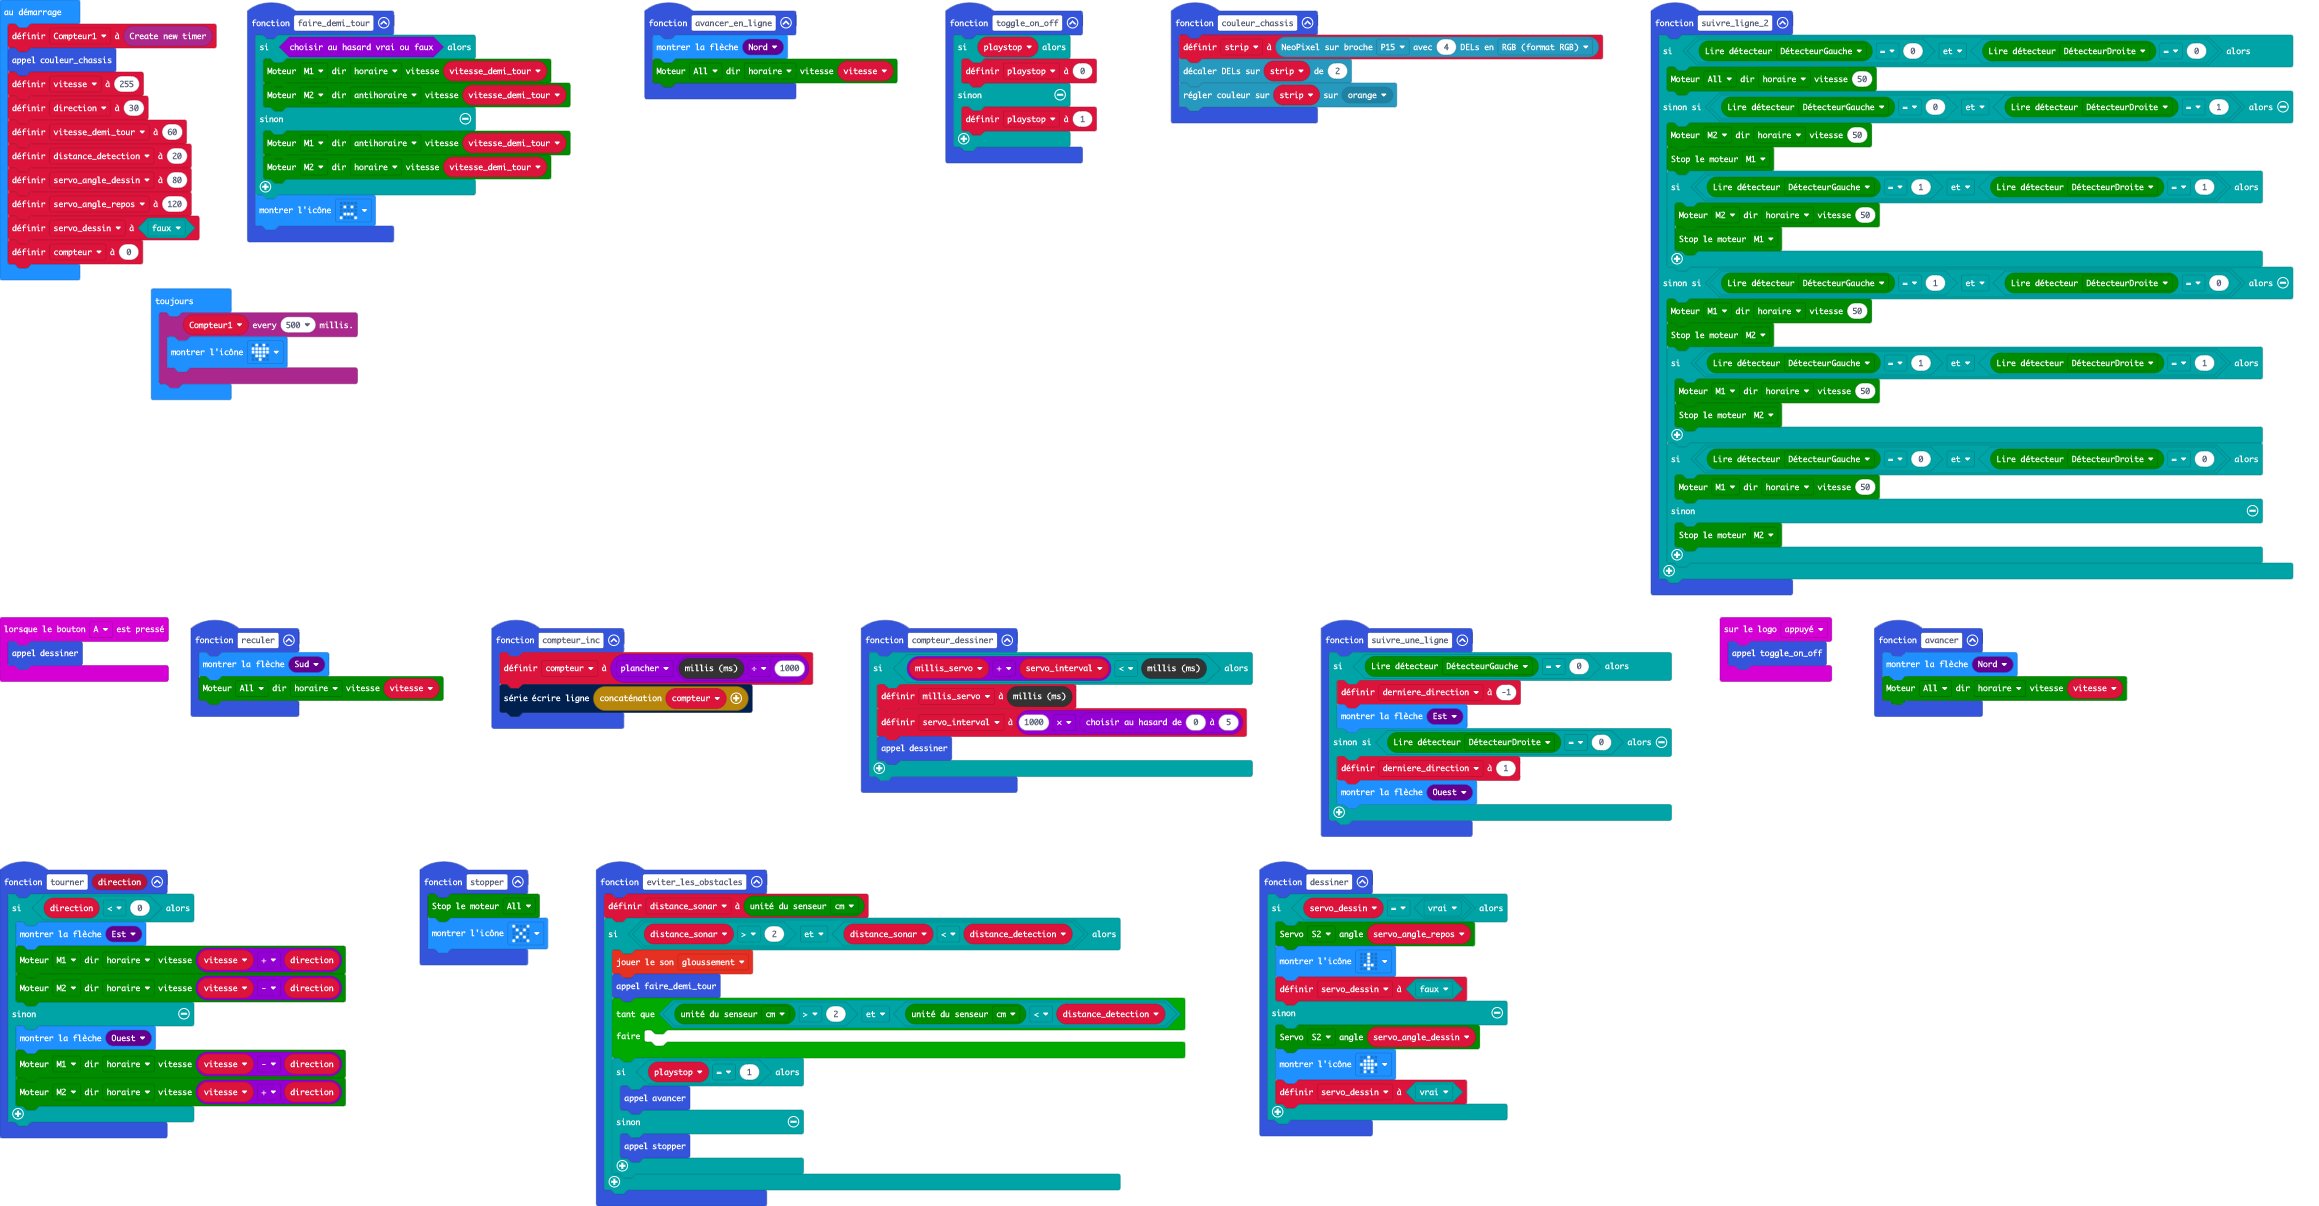 au démarrage
définir Compteur1 à Create new timer
appel couleur_chassis
définir vitesse à 255
définir direction à 30
définir vitesse_demi_tour à 60
définir distance_detection à 20
définir servo_angle_dessin à 80
définir servo_angle_repos à 120
définir servo_dessin à faux
définir compteur à 0
toujours
Compteur1 every 500 millis.
montrer l'icône
fonction faire_demi_tour
si choisir au hasard vrai ou faux alors
Moteur M1 dir horaire vitesse vitesse_demi_tour
Moteur M2 dir antihoraire vitesse vitesse_demi_tour
sinon
Moteur M1 dir antihoraire vitesse vitesse_demi_tour
Moteur M2 dir horaire vitesse vitesse_demi_tour
montrer l'icône
fonction avancer_en_ligne
montrer la flèche Nord
Moteur All dir horaire vitesse vitesse
fonction toggle_on_off
si playstop alors
définir playstop à 0
sinon
définir playstop à 1
fonction couleur_chassis
définir strip à NeoPixel sur broche P15 avec 4 DELs en RGB (format RGB)
décaler DELs sur strip de 2
régler couleur sur strip sur orange
fonction suivre_ligne_2
si Lire détecteur DétecteurGauche = 0 et Lire détecteur DétecteurDroite = 0 alors
Moteur All dir horaire vitesse 50
sinon si Lire détecteur DétecteurGauche = 0 et Lire détecteur DétecteurDroite = 1 alors
Moteur M2 dir horaire vitesse 50
Stop le moteur M1
si Lire détecteur DétecteurGauche = 1 et Lire détecteur DétecteurDroite = 1 alors
Moteur M2 dir horaire vitesse 50
Stop le moteur M1
sinon si Lire détecteur DétecteurGauche = 1 et Lire détecteur DétecteurDroite = 0 alors
Moteur M1 dir horaire vitesse 50
Stop le moteur M2
si Lire détecteur DétecteurGauche = 1 et Lire détecteur DétecteurDroite = 1 alors
Moteur M1 dir horaire vitesse 50
Stop le moteur M2
si Lire détecteur DétecteurGauche = 0 et Lire détecteur DétecteurDroite = 0 alors
Moteur M1 dir horaire vitesse 50
sinon
Stop le moteur M2
lorsque le bouton A est pressé
appel dessiner
fonction reculer
montrer la flèche Sud
Moteur All dir horaire vitesse vitesse
fonction compteur_inc
définir compteur à plancher millis (ms) ÷ 1000
série écrire ligne concaténation compteur
fonction compteur_dessiner
si millis_servo + servo_interval < millis (ms) alors
définir millis_servo à millis (ms)
définir servo_interval à 1000 × choisir au hasard de 0 à 5
appel dessiner
fonction suivre_une_ligne
si Lire détecteur DétecteurGauche = 0 alors
définir derniere_direction à -1
montrer la flèche Est
sinon si Lire détecteur DétecteurDroite = 0 alors
définir derniere_direction à 1
montrer la flèche Ouest
sur le logo appuyé
appel toggle_on_off
fonction avancer
montrer la flèche Nord
Moteur All dir horaire vitesse vitesse
fonction tourner direction
si direction < 0 alors
montrer la flèche Est
Moteur M1 dir horaire vitesse vitesse + direction
Moteur M2 dir horaire vitesse vitesse - direction
sinon
montrer la flèche Ouest
Moteur M1 dir horaire vitesse vitesse - direction
Moteur M2 dir horaire vitesse vitesse + direction
fonction stopper
Stop le moteur All
montrer l'icône
fonction eviter_les_obstacles
définir distance_sonar à unité du senseur cm
si distance_sonar > 2 et distance_sonar < distance_detection alors
jouer le son gloussement
appel faire_demi_tour
tant que unité du senseur cm > 2 et unité du senseur cm < distance_detection
faire
si playstop = 1 alors
appel avancer
sinon
appel stopper
fonction dessiner
si servo_dessin = vrai alors
Servo S2 angle servo_angle_repos
montrer l'icône
définir servo_dessin à faux
sinon
Servo S2 angle servo_angle_dessin
montrer l'icône
définir servo_dessin à vrai